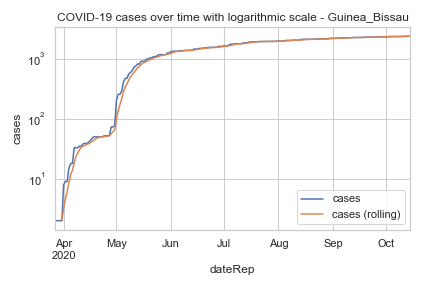 COVID-19 cases over time with logarithmic scale - Guinea_Bissau
10³
10²
10¹
cases
cases
cases (rolling)
Apr
2020
May
Jun
Jul
Aug
Sep
Oct
dateRep